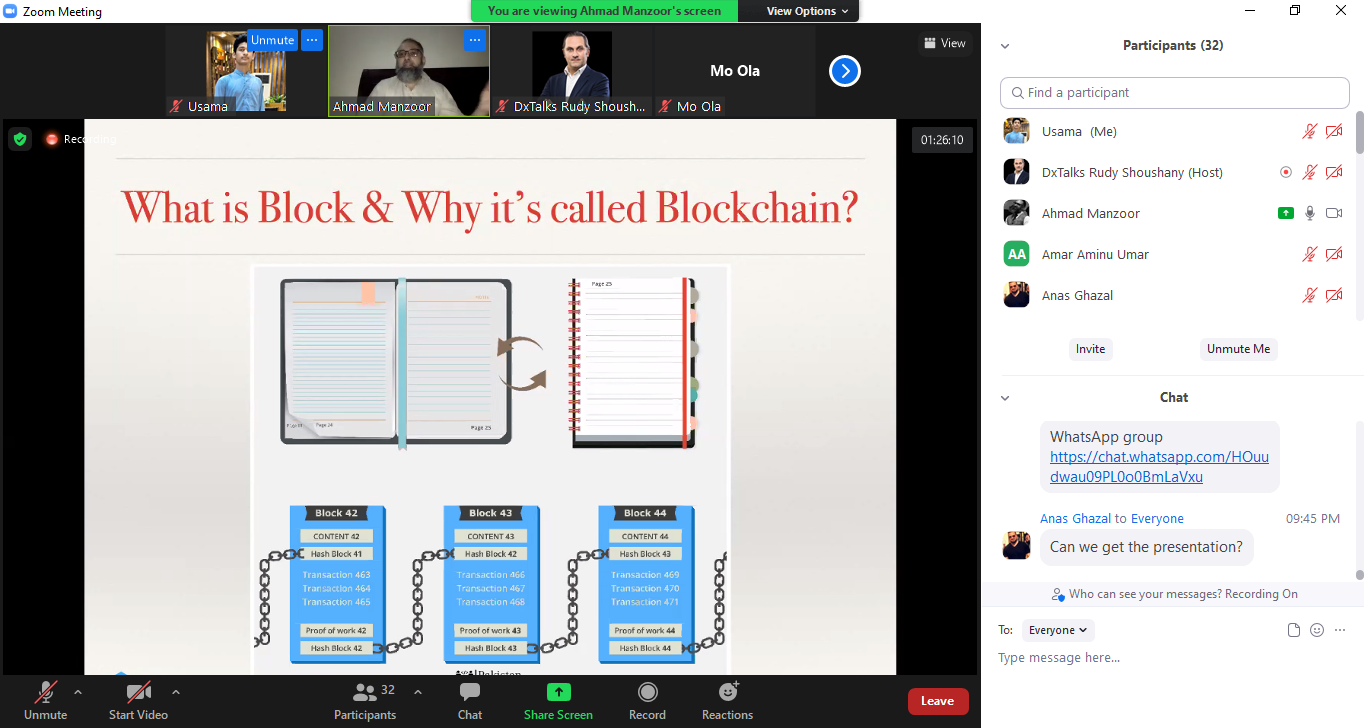 Zoom Meeting
You are viewing Ahmad Manzoor's screen
View Options
Unmute
Usama
Ahmad Manzoor
DxTalks Rudy Shoush...
Mo Ola
Mo Ola
View
Recording
01:26:10
What is Block & Why it's called Blockchain?
Page 24
Page 25
Page 25
Block 42
CONTENT 42
Hash Block 41
Transaction 463
Transaction 464
Transaction 465
Proof of work 42
Hash Block 42
Block 43
CONTENT 43
Hash Block 42
Transaction 466
Transaction 467
Transaction 468
Proof of work 43
Hash Block 43
Block 44
CONTENT 44
Hash Block 43
Transaction 469
Transaction 470
Transaction 471
Proof of work 44
Hash Block 44
Participants (32)
Find a participant
Usama (Me)
DxTalks Rudy Shoushany (Host)
Ahmad Manzoor
AA
Amar Aminu Umar
Anas Ghazal
Invite
Unmute Me
Chat
WhatsApp group
https://chat.whatsapp.com/HOuu
dwau09PL0o0BmLaVxu
Anas Ghazal to Everyone
09:45 PM
Can we get the presentation?
Who can see your messages? Recording On
To: Everyone
Type message here...
Unmute
Start Video
32
Participants
Chat
Share Screen
Record
Reactions
Leave